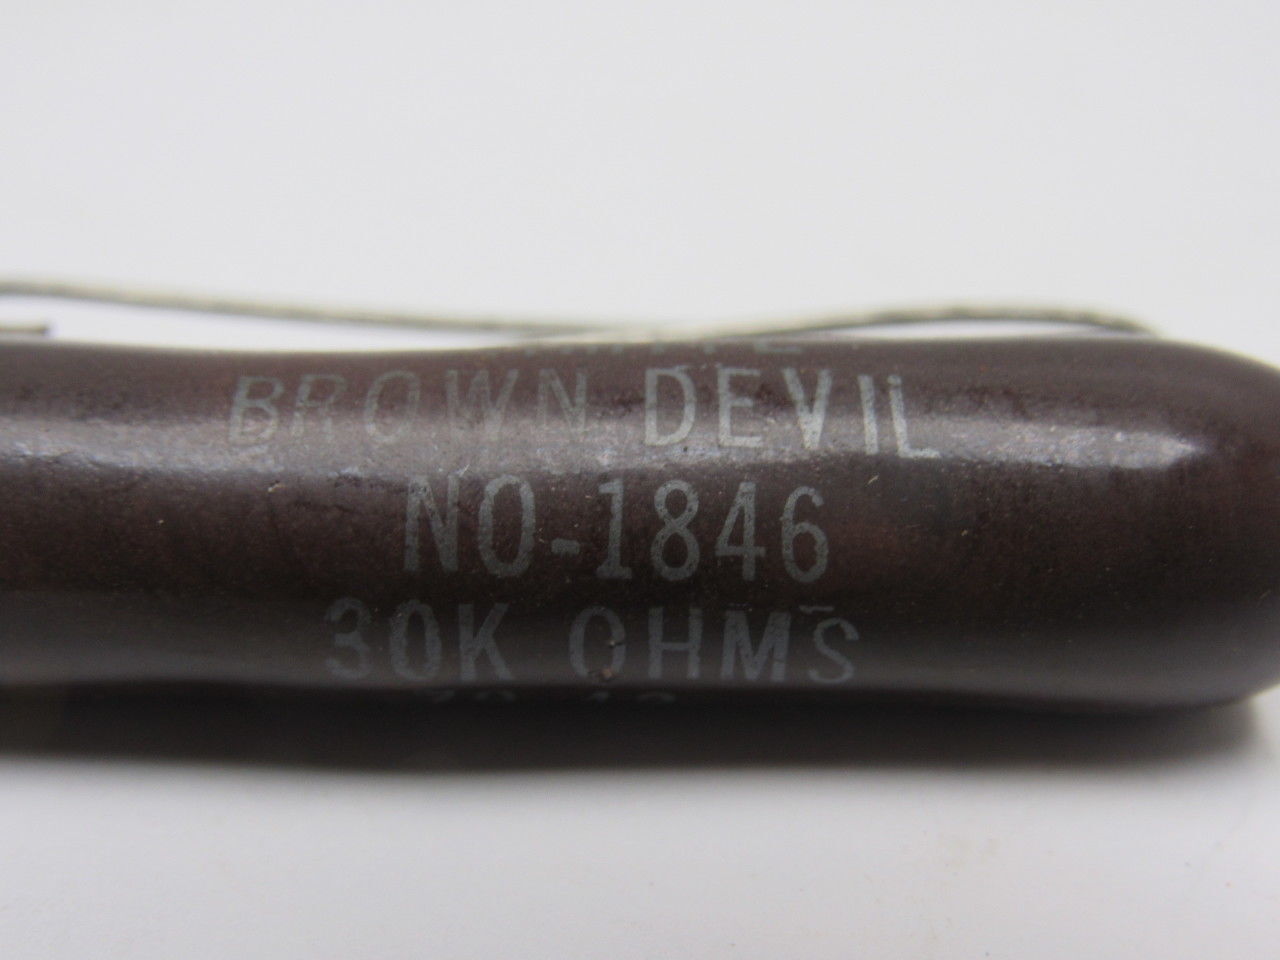 BROWN DEVIL
NO-1846
30K OHMS